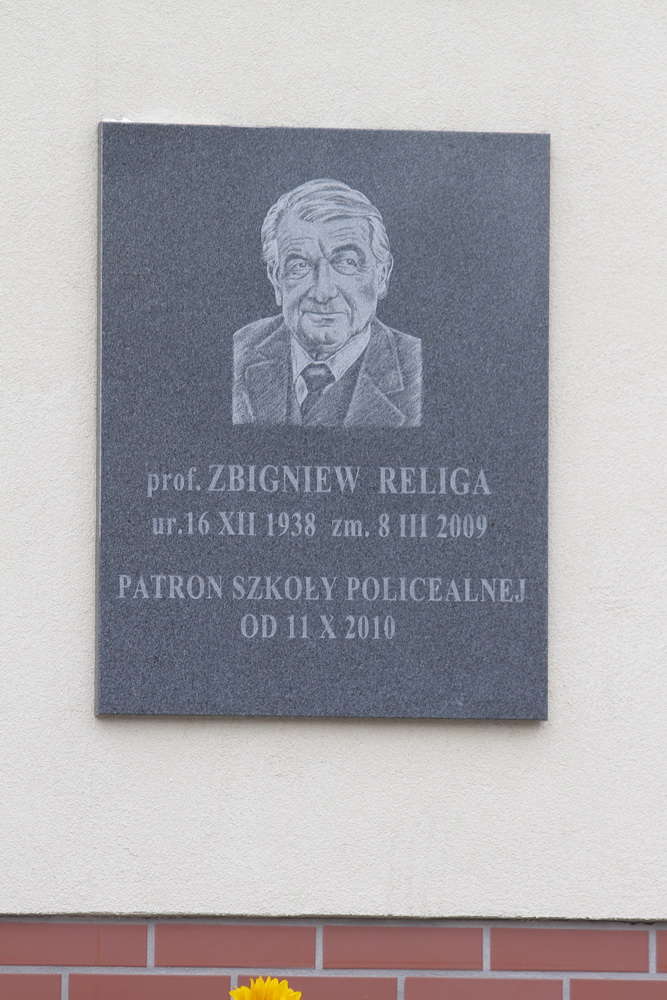 prof. ZBIGNIEW RELIGA
ur.16 XII 1938 zm. 8 III 2009
PATRON SZKOŁY POLICEALNEJ
OD 11 X 2010